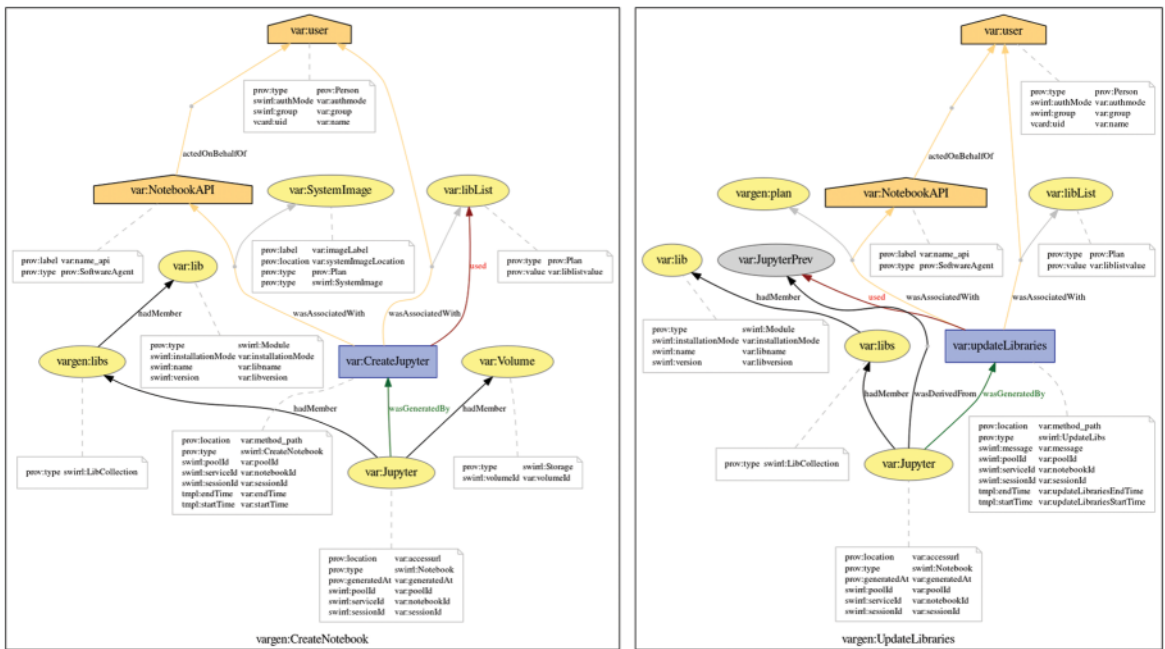 var:user
prov:type prov:Person
swirrl:authMode var:authmode
swirrl:group var:group
vcard:uid var:name
actedOnBehalfOf
var:NotebookAPI
var:SystemImage
var:libList
prov:label var:name_api
prov:type prov:SoftwareAgent
var:lib
prov:label var:imageLabel
prov:location var:systemImageLocation
prov:type prov:Plan
prov:type swirrl:SystemImage
used
prov:type prov:Plan
prov:value var:liblistvalue
hadMember
wasAssociatedWith
wasAssociatedWith
vargen:libs
prov:type swirrl:Module
swirrl:installationMode var:installationMode
swirrl:name var:libname
swirrl:version var:libversion
var:CreateJupyter
var:Volume
hadMember
wasGeneratedBy
hadMember
prov:type swirrl:LibCollection
prov:location var:method_path
prov:type swirrl:CreateNotebook
swirrl:poolId var:poolId
swirrl:serviceId var:notebookId
swirrl:sessionId var:sessionId
tmpl:endTime var:endTime
tmpl:startTime var:startTime
var:Jupyter
prov:type swirrl:Storage
swirrl:volumeId var:volumeId
prov:location var:accessurl
prov:type swirrl:Notebook
prov:generatedAt var:generatedAt
swirrl:poolId var:poolId
swirrl:serviceId var:notebookId
swirrl:sessionId var:sessionId
vargen:CreateNotebook
var:user
prov:type prov:Person
swirrl:authMode var:authmode
swirrl:group var:group
vcard:uid var:name
actedOnBehalfOf
vargen:plan
var:NotebookAPI
var:libList
var:lib
var:JupyterPrev
prov:label var:name_api
prov:type prov:SoftwareAgent
prov:type prov:Plan
prov:value var:liblistvalue
hadMember
used
wasAssociatedWith
wasAssociatedWith
prov:type swirrl:Module
swirrl:installationMode var:installationMode
swirrl:name var:libname
swirrl:version var:libversion
var:libs
var:updateLibraries
hadMember
wasDerivedFrom
wasGeneratedBy
prov:type swirrl:LibCollection
var:Jupyter
prov:location var:method_path
prov:type swirrl:UpdateLibs
swirrl:message var:message
swirrl:poolId var:poolId
swirrl:serviceId var:notebookId
swirrl:sessionId var:sessionId
tmpl:endTime var:updateLibrariesEndTime
tmpl:startTime var:updateLibrariesStartTime
prov:location var:accessurl
prov:type swirrl:Notebook
prov:generatedAt var:generatedAt
swirrl:poolId var:poolId
swirrl:serviceId var:notebookId
swirrl:sessionId var:sessionId
vargen:UpdateLibraries